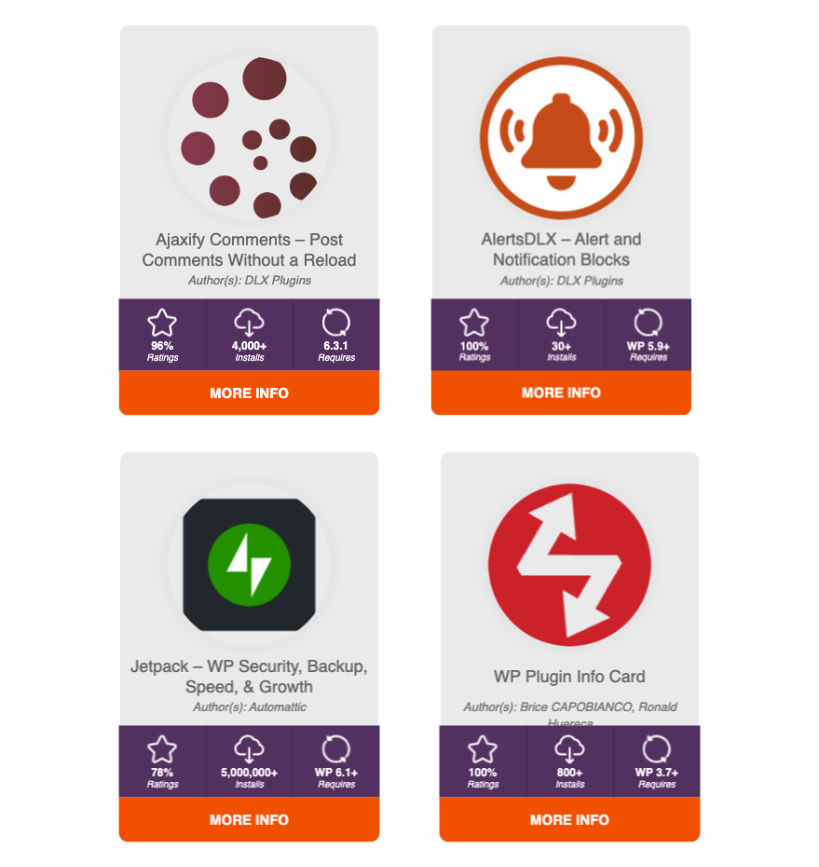 Ajaxify Comments – Post
Comments Without a Reload
Author(s): DLX Plugins
96%
Ratings
4,000+
Installs
6.3.1
Requires
MORE INFO
AlertsDLX – Alert and
Notification Blocks
Author(s): DLX Plugins
100%
Ratings
30+
Installs
WP 5.9+
Requires
MORE INFO
Jetpack – WP Security, Backup,
Speed, & Growth
Author(s): Automattic
78%
Ratings
5,000,000+
Installs
WP 6.1+
Requires
MORE INFO
WP Plugin Info Card
Author(s): Brice CAPOBIANCO, Ronald
Huereca
100%
Ratings
800+
Installs
WP 3.7+
Requires
MORE INFO